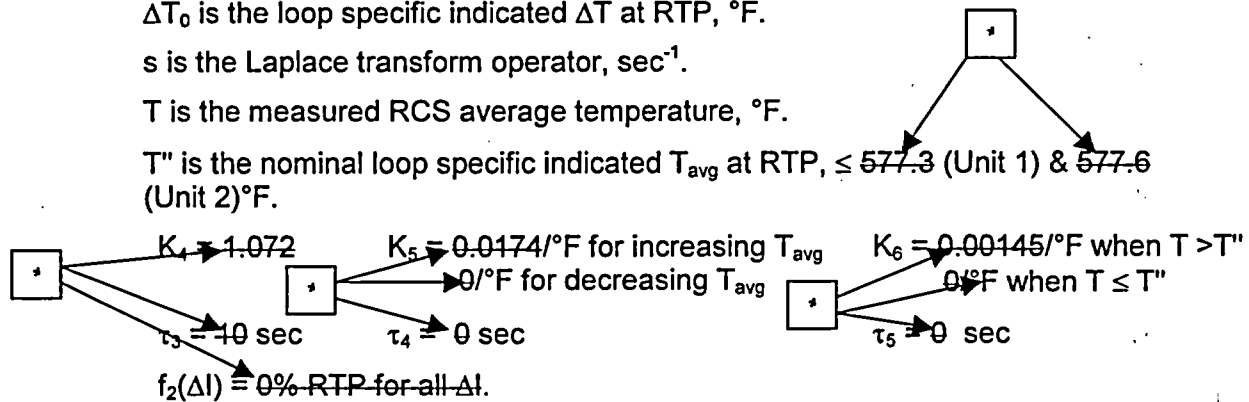 ΔT₀ is the loop specific indicated ΔT at RTP, °F.
*
s is the Laplace transform operator, sec⁻¹.
T is the measured RCS average temperature, °F.
T" is the nominal loop specific indicated Tavg at RTP, ≤ 577.3 (Unit 1) & 577.6
(Unit 2)°F.
K₄ = 1.072 K₅ = 0.0174/°F for increasing Tavg K₆ = 0.00145/°F when T >T"
* * 0/°F for decreasing Tavg * 0/°F when T ≤ T"
τ₃ = 10 sec τ₄ = 0 sec τ₅ = 0 sec
f₂(ΔI) = 0% RTP for all ΔI.